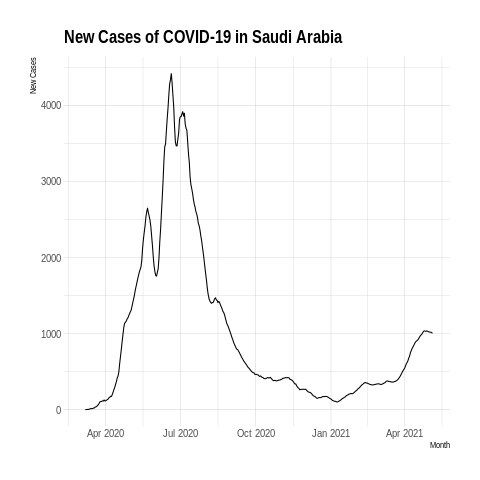 New Cases of COVID-19 in Saudi Arabia
New Cases
4000
3000
2000
1000
0
Apr 2020 Jul 2020 Oct 2020 Jan 2021 Apr 2021
Month